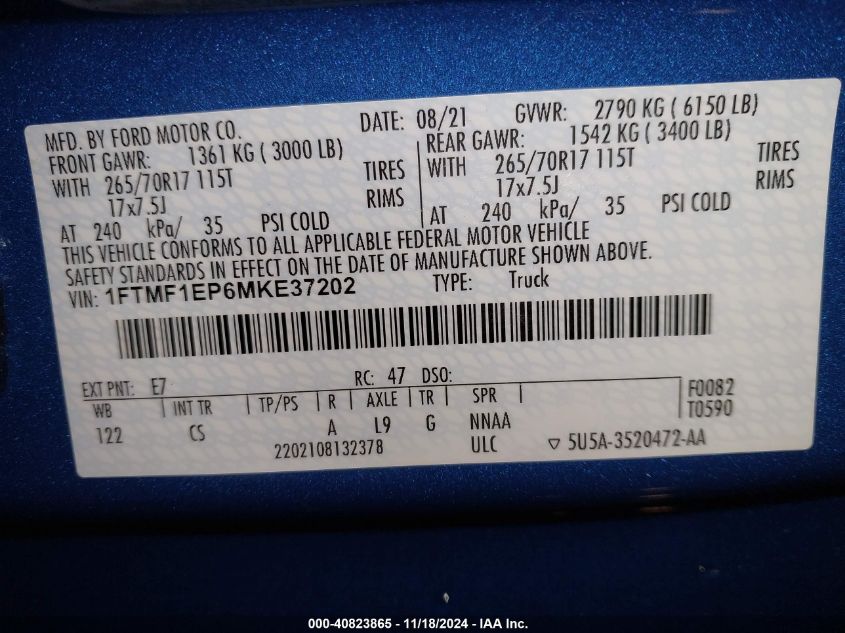 MFD. BY FORD MOTOR CO. DATE: 08/21 GVWR: 2790 KG ( 6150 LB)
FRONT GAWR: 1361 KG ( 3000 LB) REAR GAWR: 1542 KG ( 3400 LB)
WITH 265/70R17 115T TIRES WITH 265/70R17 115T TIRES
17x7.5J RIMS 17x7.5J RIMS
AT 240 kPa/ 35 PSI COLD AT 240 kPa/ 35 PSI COLD
THIS VEHICLE CONFORMS TO ALL APPLICABLE FEDERAL MOTOR VEHICLE
SAFETY STANDARDS IN EFFECT ON THE DATE OF MANUFACTURE SHOWN ABOVE.
VIN: 1FTMF1EP6MKE37202 TYPE: Truck
EXT PNT: E7 RC: 47 DSO:
WB INT TR TP/PS R AXLE TR SPR F0082
122 CS A L9 G NNAA T0590
2202108132378 ULC 5U5A-3520472-AA
000-40823865 - 11/18/2024 - IAA Inc.